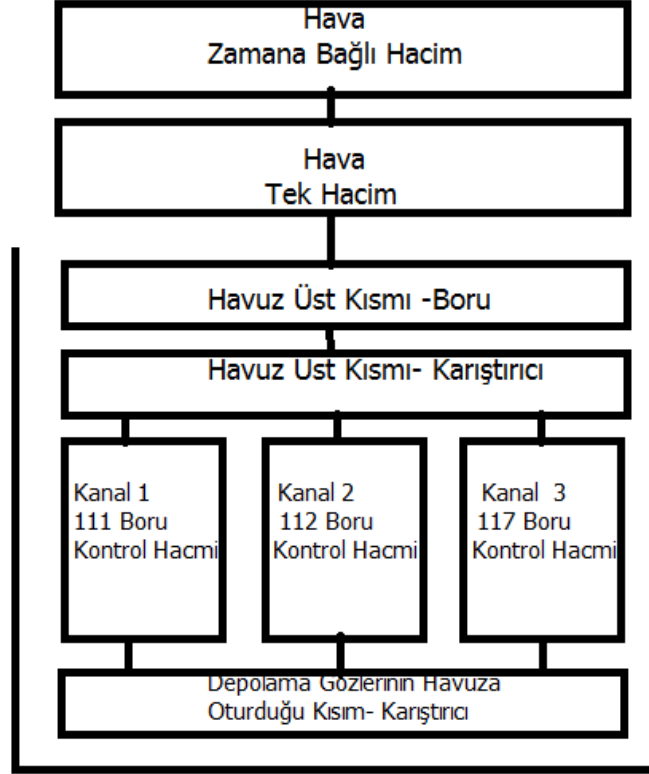 Hava
Zamana Bağlı Hacim
Hava
Tek Hacim
Havuz Üst Kısmı -Boru
Havuz Üst Kısmı- Karıştırıcı
Kanal 1
111 Boru
Kontrol Hacmi
Kanal 2
112 Boru
Kontrol Hacmi
Kanal 3
117 Boru
Kontrol Hacmi
Depolama Gözlerinin Havuza
Oturduğu Kısım- Karıştırıcı